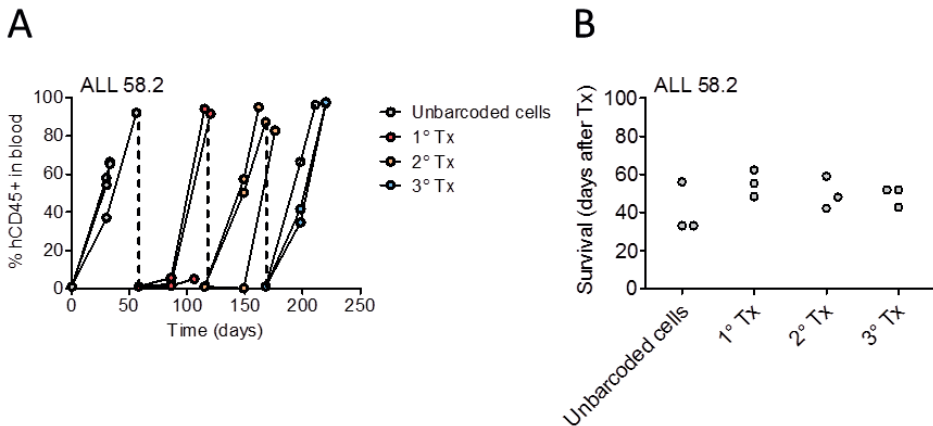 A
ALL 58.2
% hCD45+ in blood
100
80
60
40
20
0
0 50 100 150 200 250
Time (days)
Unbarcoded cells
1° Tx
2° Tx
3° Tx
B
ALL 58.2
Survival (days after Tx)
100
80
60
40
20
0
Unbarcoded cells
1° Tx
2° Tx
3° Tx